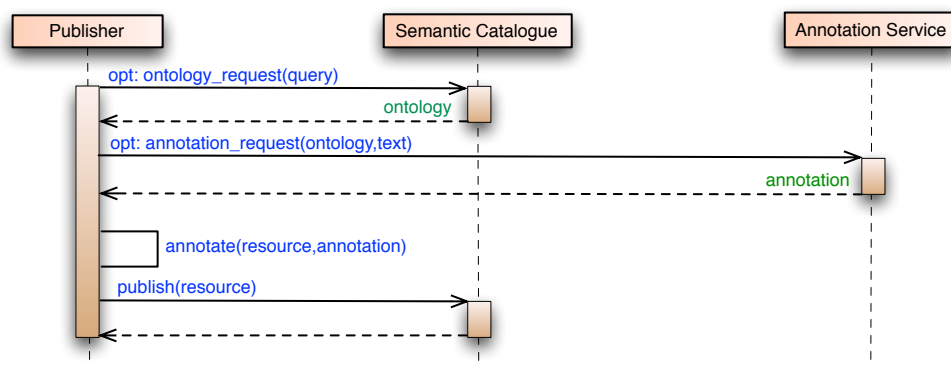 Publisher
Semantic Catalogue
Annotation Service
opt: ontology_request(query)
ontology
opt: annotation_request(ontology,text)
annotation
annotate(resource,annotation)
publish(resource)